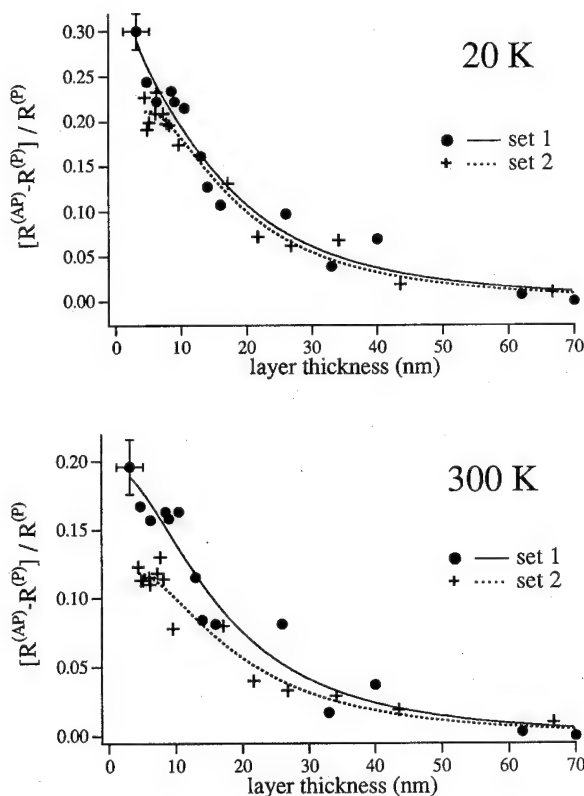 20 K
0.30
0.25
0.20
0.15
0.10
0.05
0.00
[R(AP)-R(P)] / R(P)
set 1
set 2
0 10 20 30 40 50 60 70
layer thickness (nm)
300 K
0.20
0.15
0.10
0.05
0.00
[R(AP)-R(P)] / R(P)
set 1
set 2
0 10 20 30 40 50 60 70
layer thickness (nm)